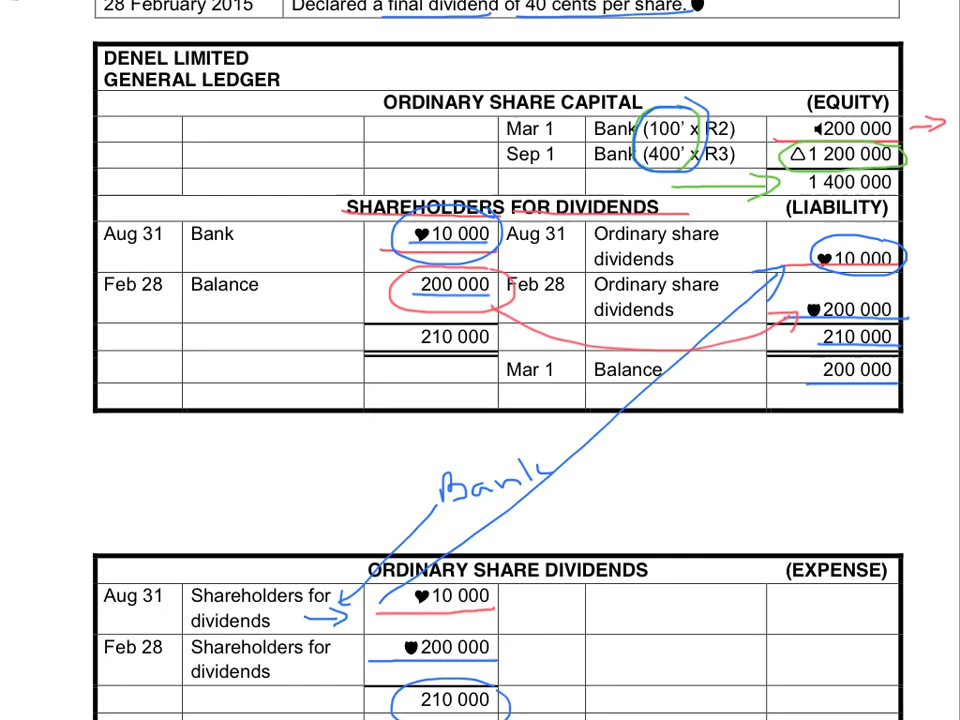 28 February 2015 Declared a final dividend of 40 cents per share.
DENEL LIMITED
GENERAL LEDGER
ORDINARY SHARE CAPITAL (EQUITY)
Mar 1 Bank (100’ x R2) 200 000
Sep 1 Bank (400’ x R3) △1 200 000
1 400 000
SHAREHOLDERS FOR DIVIDENDS (LIABILITY)
Aug 31 Bank ♥10 000 Aug 31 Ordinary share
dividends ♥10 000
Feb 28 Balance 200 000 Feb 28 Ordinary share
dividends 200 000
210 000 210 000
Mar 1 Balance 200 000
Bank
ORDINARY SHARE DIVIDENDS (EXPENSE)
Aug 31 Shareholders for ♥10 000
dividends
Feb 28 Shareholders for 200 000
dividends
210 000